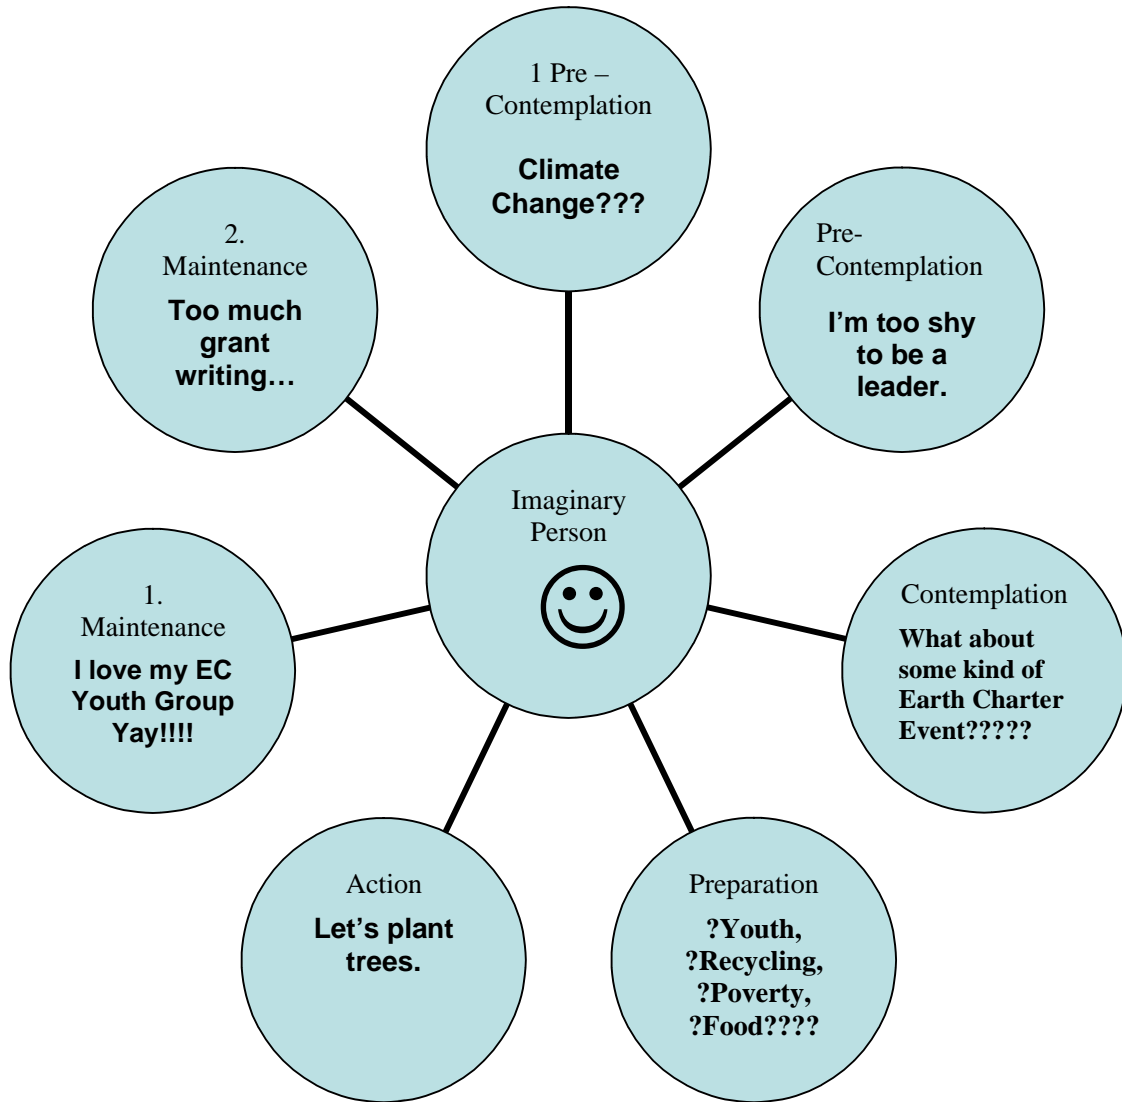 1 Pre –
Contemplation
Climate
Change???
Pre-
Contemplation
I’m too shy
to be a
leader.
Contemplation
What about
some kind of
Earth Charter
Event?????
Preparation
?Youth,
?Recycling,
?Poverty,
?Food????
Action
Let’s plant
trees.
1.
Maintenance
I love my EC
Youth Group
Yay!!!!
2.
Maintenance
Too much
grant
writing…
Imaginary
Person